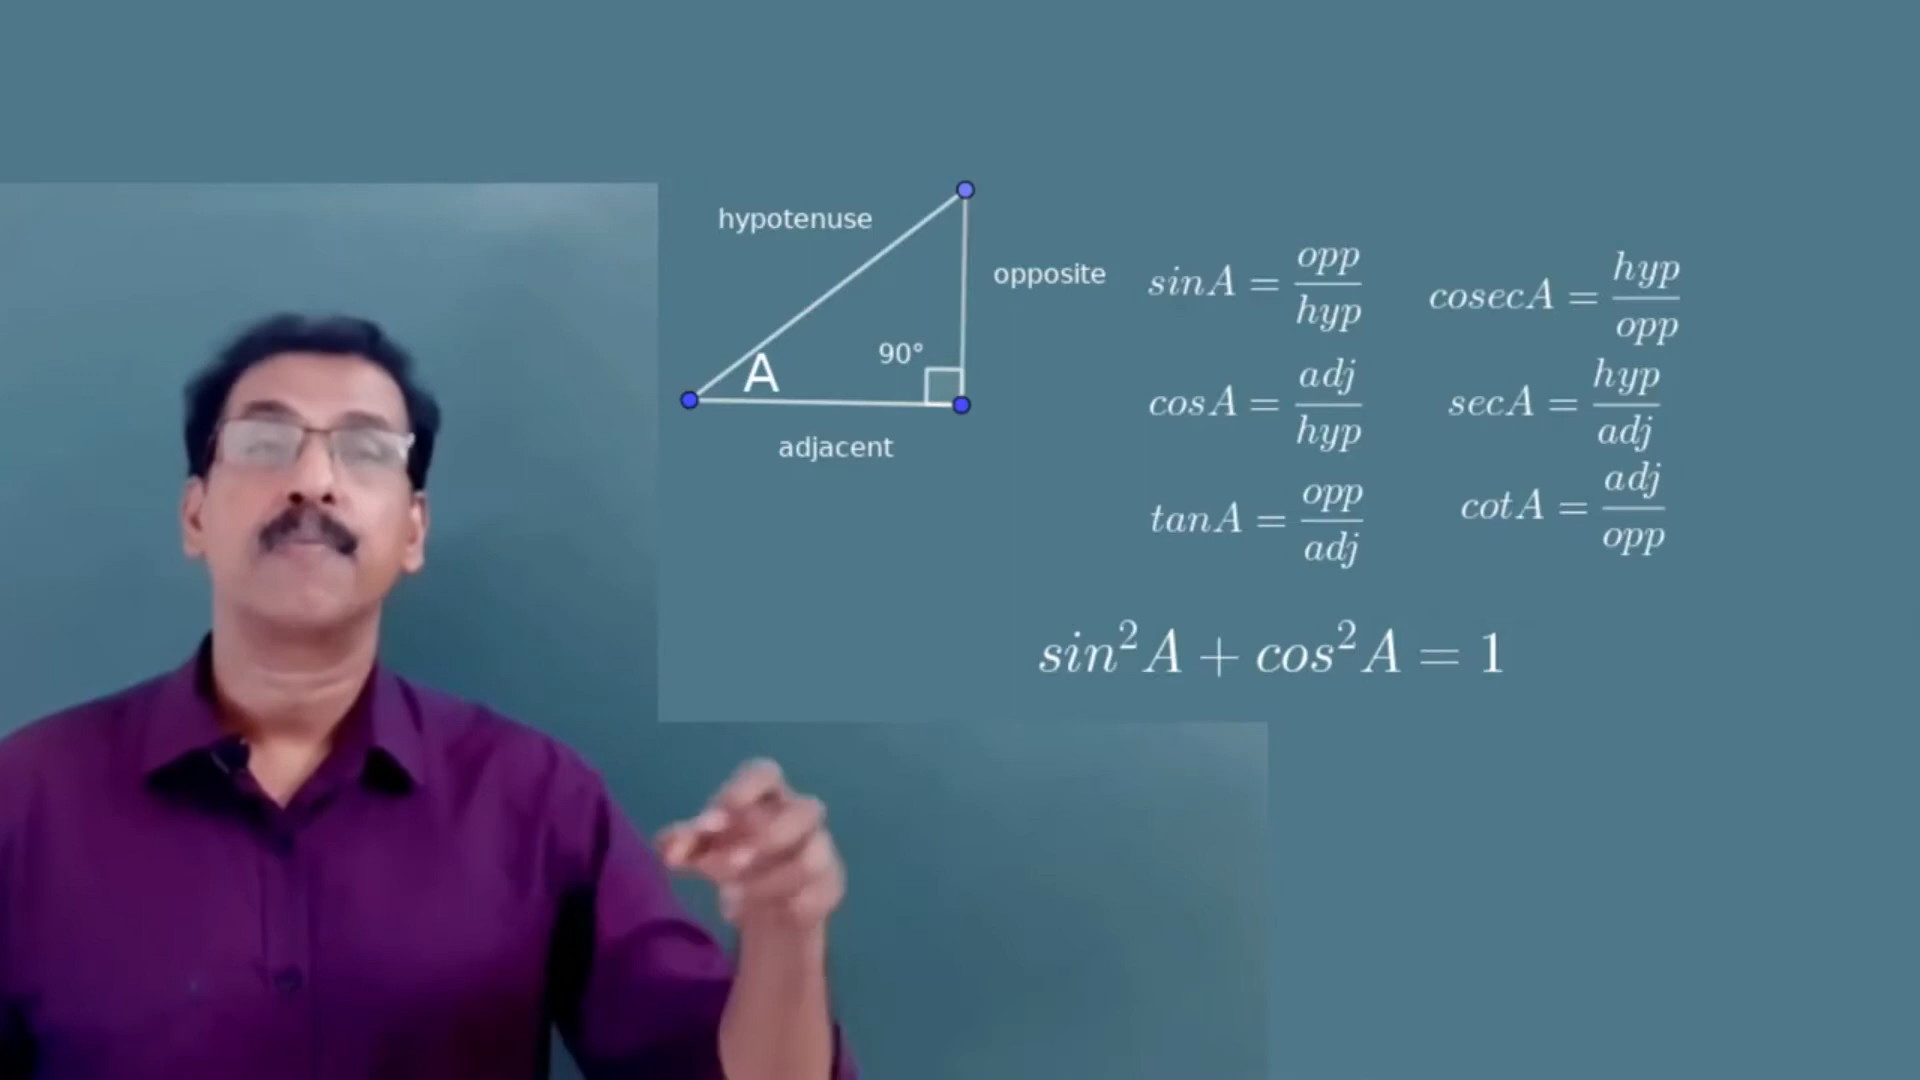 hypotenuse
opposite
A
90°
adjacent
sinA = opp/hyp
cosecA = hyp/opp
cosA = adj/hyp
secA = hyp/adj
tanA = opp/adj
cotA = adj/opp
sin²A + cos²A = 1